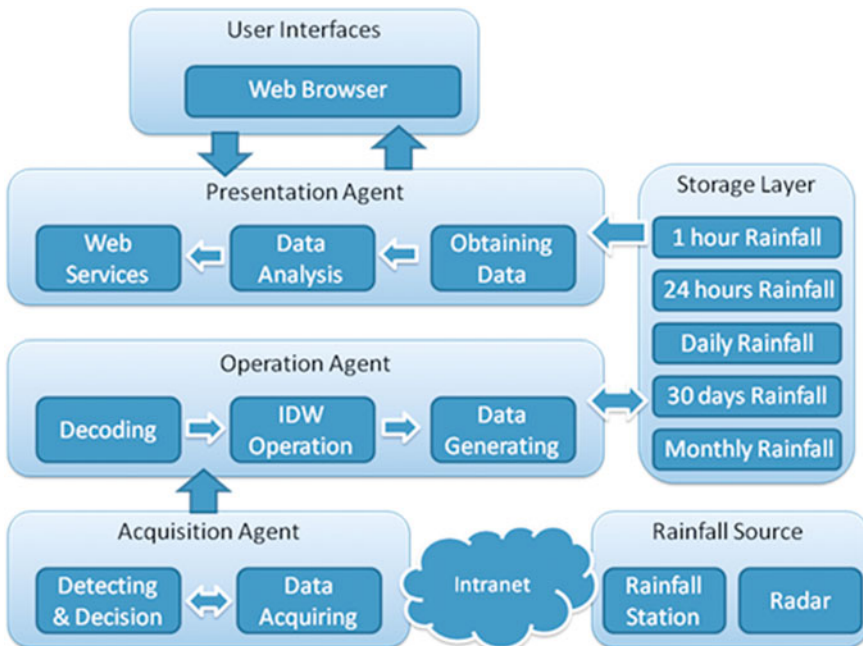 User Interfaces
Web Browser
Presentation Agent
Web
Services
Data
Analysis
Obtaining
Data
Storage Layer
1 hour Rainfall
24 hours Rainfall
Daily Rainfall
30 days Rainfall
Monthly Rainfall
Operation Agent
Decoding
IDW
Operation
Data
Generating
Acquisition Agent
Detecting
& Decision
Data
Acquiring
Intranet
Rainfall Source
Rainfall
Station
Radar